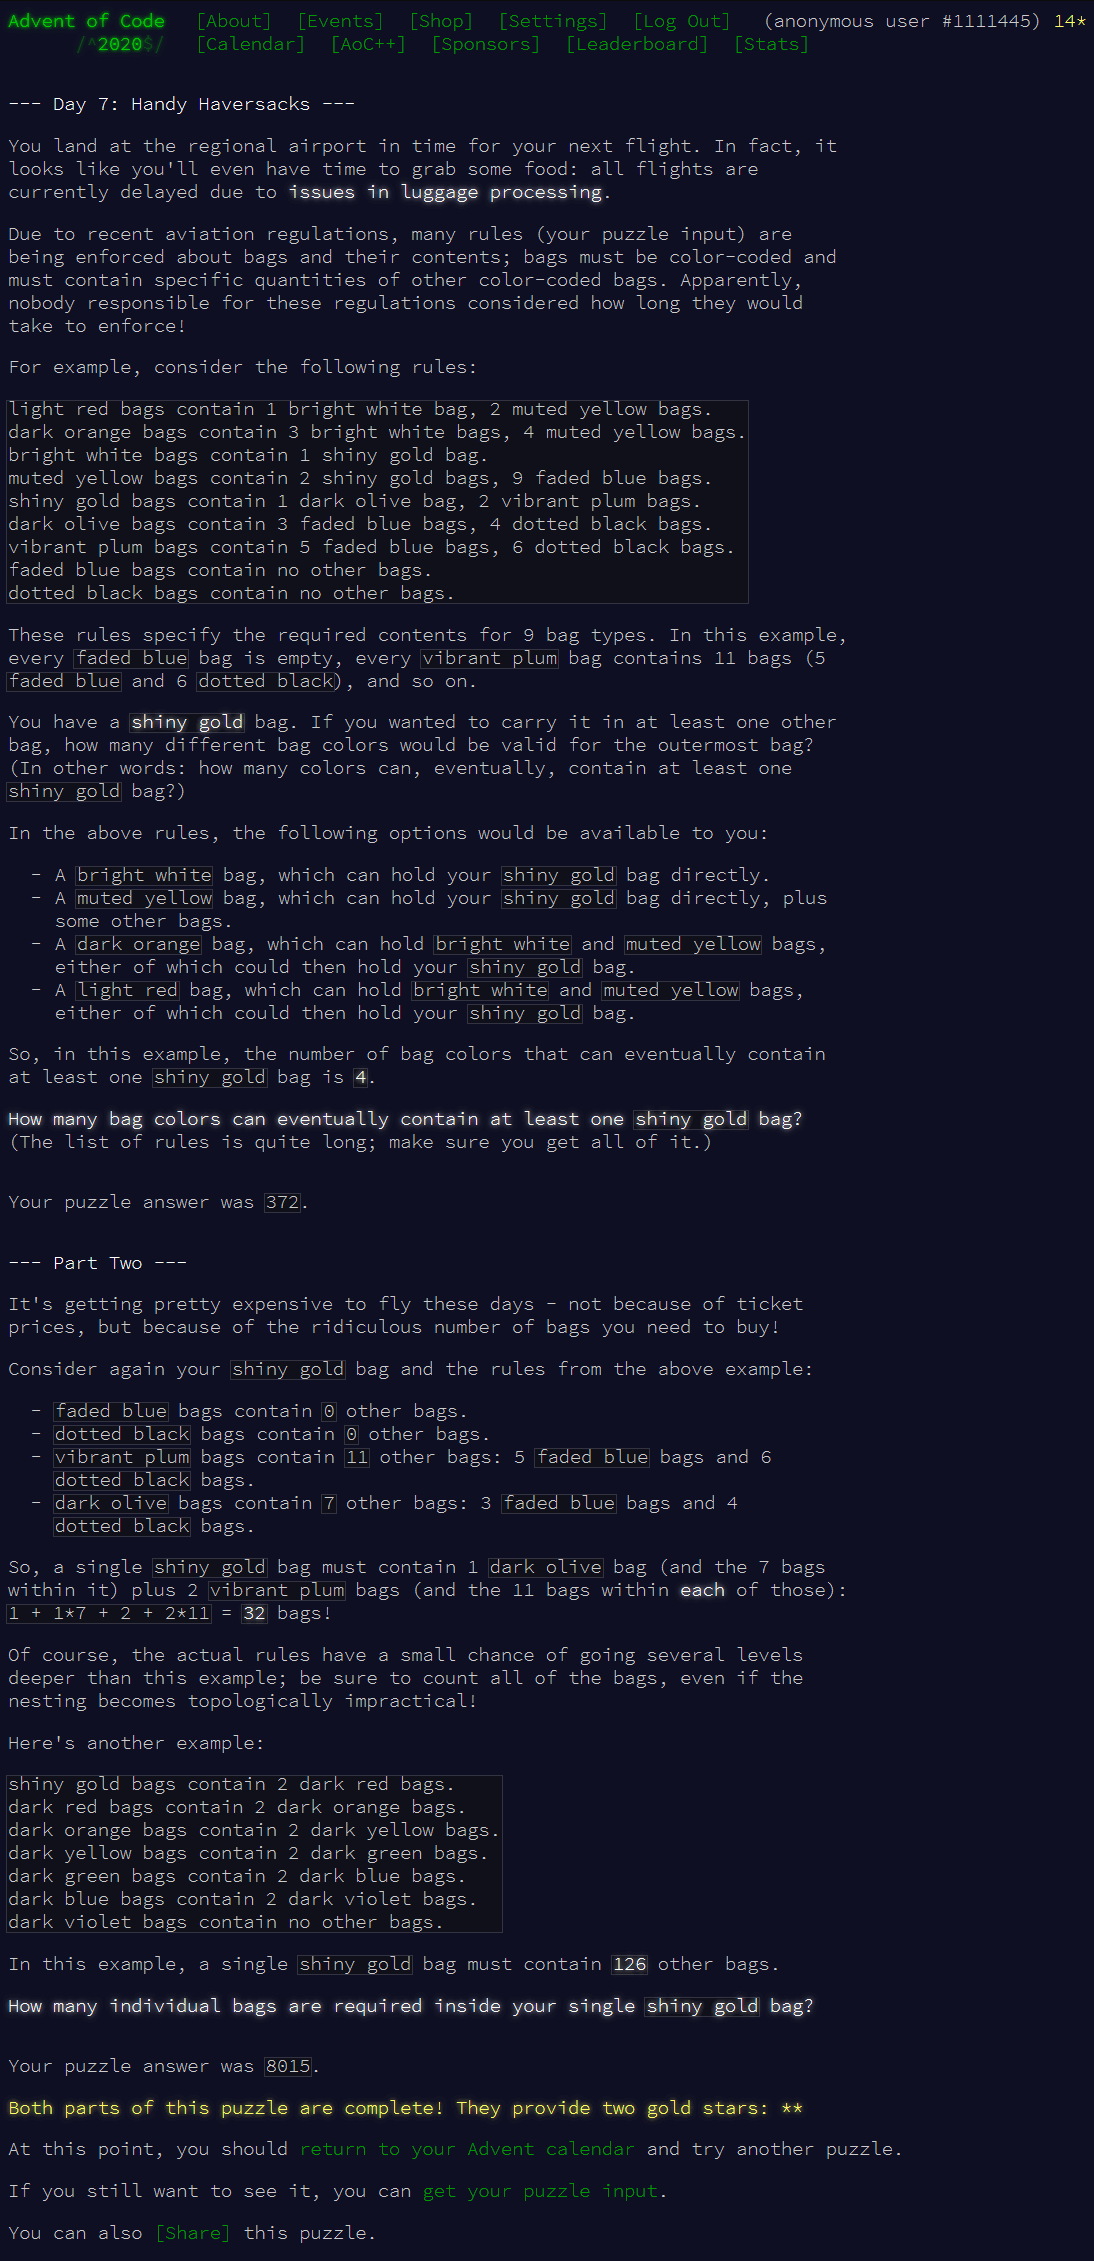 Advent of Code [About] [Events] [Shop] [Settings] [Log Out] (anonymous user #1111445) 14*
/^2020$/ [Calendar] [AoC++] [Sponsors] [Leaderboard] [Stats]
--- Day 7: Handy Haversacks ---
You land at the regional airport in time for your next flight. In fact, it
looks like you'll even have time to grab some food: all flights are
currently delayed due to issues in luggage processing.
Due to recent aviation regulations, many rules (your puzzle input) are
being enforced about bags and their contents; bags must be color-coded and
must contain specific quantities of other color-coded bags. Apparently,
nobody responsible for these regulations considered how long they would
take to enforce!
For example, consider the following rules:
light red bags contain 1 bright white bag, 2 muted yellow bags.
dark orange bags contain 3 bright white bags, 4 muted yellow bags.
bright white bags contain 1 shiny gold bag.
muted yellow bags contain 2 shiny gold bags, 9 faded blue bags.
shiny gold bags contain 1 dark olive bag, 2 vibrant plum bags.
dark olive bags contain 3 faded blue bags, 4 dotted black bags.
vibrant plum bags contain 5 faded blue bags, 6 dotted black bags.
faded blue bags contain no other bags.
dotted black bags contain no other bags.
These rules specify the required contents for 9 bag types. In this example,
every faded blue bag is empty, every vibrant plum bag contains 11 bags (5
faded blue and 6 dotted black), and so on.
You have a shiny gold bag. If you wanted to carry it in at least one other
bag, how many different bag colors would be valid for the outermost bag?
(In other words: how many colors can, eventually, contain at least one
shiny gold bag?)
In the above rules, the following options would be available to you:
- A bright white bag, which can hold your shiny gold bag directly.
- A muted yellow bag, which can hold your shiny gold bag directly, plus
some other bags.
- A dark orange bag, which can hold bright white and muted yellow bags,
either of which could then hold your shiny gold bag.
- A light red bag, which can hold bright white and muted yellow bags,
either of which could then hold your shiny gold bag.
So, in this example, the number of bag colors that can eventually contain
at least one shiny gold bag is 4.
How many bag colors can eventually contain at least one shiny gold bag?
(The list of rules is quite long; make sure you get all of it.)
Your puzzle answer was 372.
--- Part Two ---
It's getting pretty expensive to fly these days - not because of ticket
prices, but because of the ridiculous number of bags you need to buy!
Consider again your shiny gold bag and the rules from the above example:
- faded blue bags contain 0 other bags.
- dotted black bags contain 0 other bags.
- vibrant plum bags contain 11 other bags: 5 faded blue bags and 6
dotted black bags.
- dark olive bags contain 7 other bags: 3 faded blue bags and 4
dotted black bags.
So, a single shiny gold bag must contain 1 dark olive bag (and the 7 bags
within it) plus 2 vibrant plum bags (and the 11 bags within each of those):
1 + 1*7 + 2 + 2*11 = 32 bags!
Of course, the actual rules have a small chance of going several levels
deeper than this example; be sure to count all of the bags, even if the
nesting becomes topologically impractical!
Here's another example:
shiny gold bags contain 2 dark red bags.
dark red bags contain 2 dark orange bags.
dark orange bags contain 2 dark yellow bags.
dark yellow bags contain 2 dark green bags.
dark green bags contain 2 dark blue bags.
dark blue bags contain 2 dark violet bags.
dark violet bags contain no other bags.
In this example, a single shiny gold bag must contain 126 other bags.
How many individual bags are required inside your single shiny gold bag?
Your puzzle answer was 8015.
Both parts of this puzzle are complete! They provide two gold stars: **
At this point, you should return to your Advent calendar and try another puzzle.
If you still want to see it, you can get your puzzle input.
You can also [Share] this puzzle.